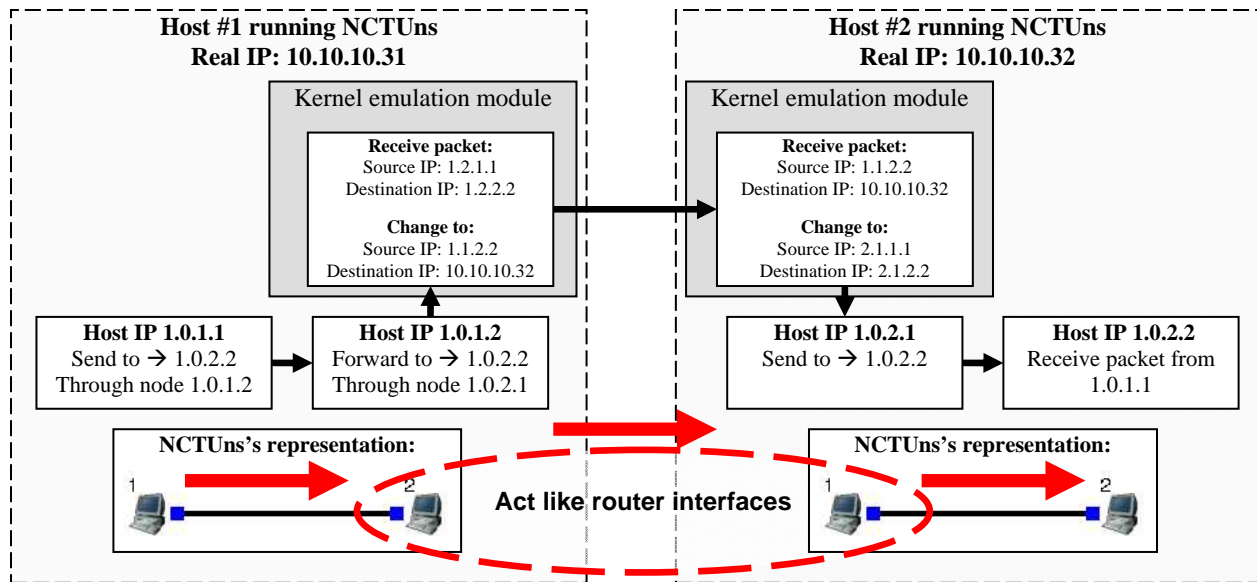 Host #1 running NCTUns
Real IP: 10.10.10.31
Kernel emulation module
Receive packet:
Source IP: 1.2.1.1
Destination IP: 1.2.2.2
Change to:
Source IP: 1.1.2.2
Destination IP: 10.10.10.32
Host IP 1.0.1.1
Send to → 1.0.2.2
Through node 1.0.1.2
Host IP 1.0.1.2
Forward to → 1.0.2.2
Through node 1.0.2.1
NCTUns's representation:
1
2
Act like router interfaces
Host #2 running NCTUns
Real IP: 10.10.10.32
Kernel emulation module
Receive packet:
Source IP: 1.1.2.2
Destination IP: 10.10.10.32
Change to:
Source IP: 2.1.1.1
Destination IP: 2.1.2.2
Host IP 1.0.2.1
Send to → 1.0.2.2
Host IP 1.0.2.2
Receive packet from
1.0.1.1
NCTUns's representation:
1
2